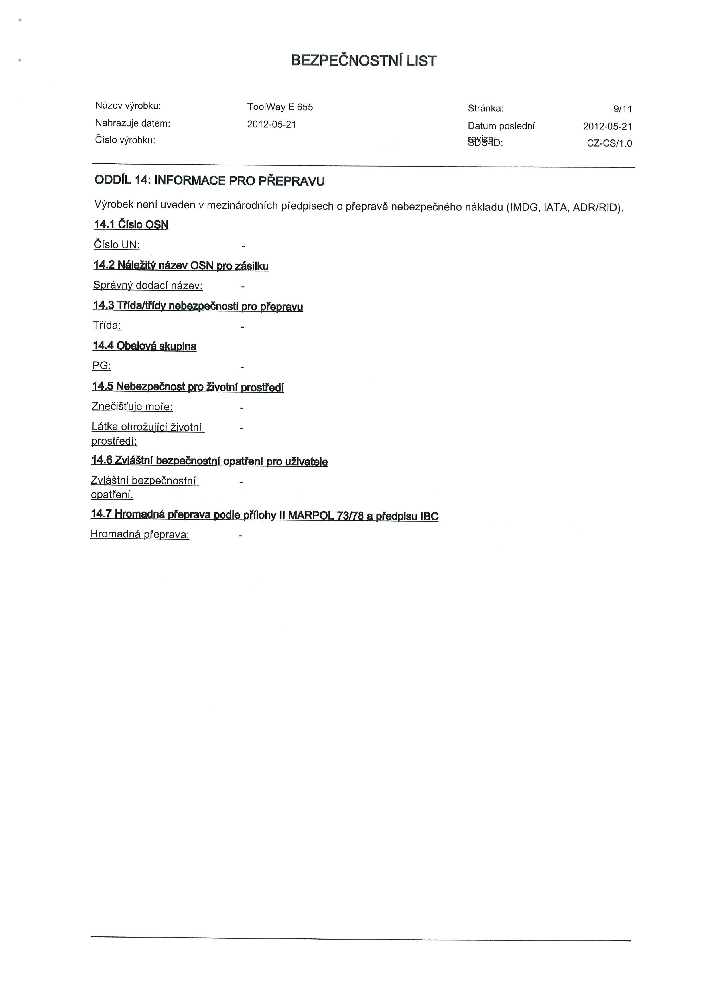 BEZPEČNOSTNÍ LIST
Název výrobku: ToolWay E 655 Stránka: 9/11
Nahrazuje datem: 2012-05-21 Datum poslední revize: 2012-05-21
Číslo výrobku: SDS-ID: CZ-CS/1.0
ODDÍL 14: INFORMACE PRO PŘEPRAVU
Výrobek není uveden v mezinárodních předpisech o přepravě nebezpečného nákladu (IMDG, IATA, ADR/RID).
14.1 Číslo OSN
Číslo UN: -
14.2 Náležitý název OSN pro zásilku
Správný dodací název: -
14.3 Třída/třídy nebezpečnosti pro přepravu
Třída: -
14.4 Obalová skupina
PG: -
14.5 Nebezpečnost pro životní prostředí
Znečišťuje moře: -
Látka ohrožující životní -
prostředí:
14.6 Zvláštní bezpečnostní opatření pro uživatele
Zvláštní bezpečnostní -
opatření.
14.7 Hromadná přeprava podle přílohy II MARPOL 73/78 a předpisu IBC
Hromadná přeprava: -